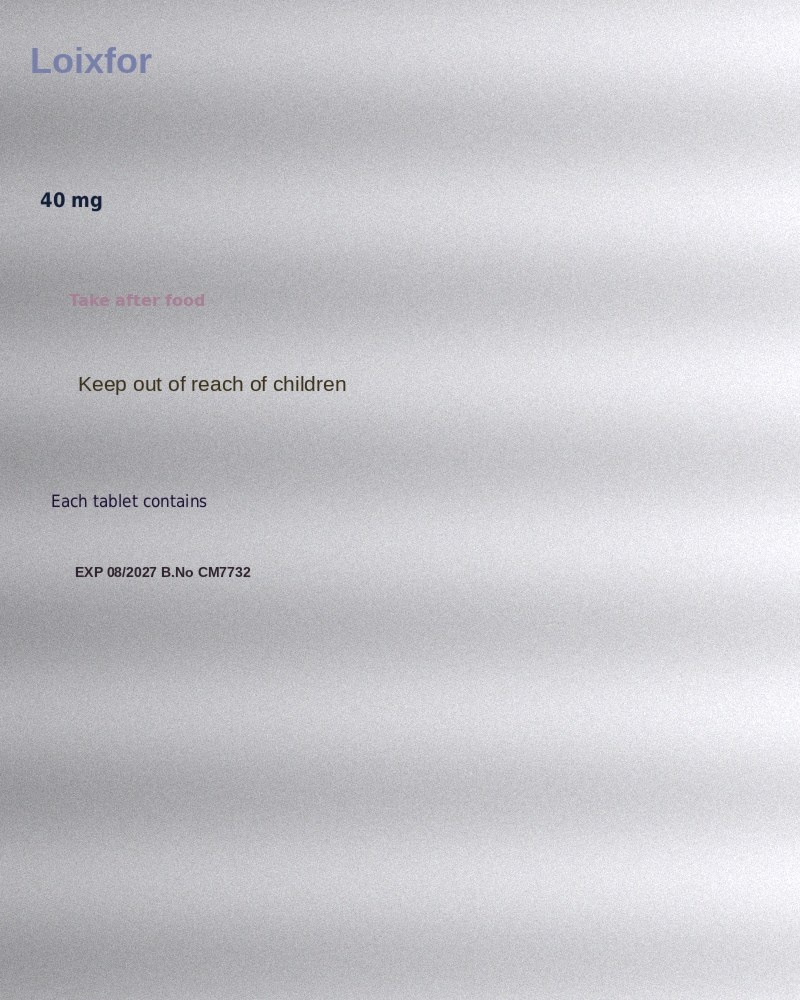 Loixfor
40 mg
Take after food
Keep out of reach of children
Each tablet contains
EXP 08/2027 B.No CM7732